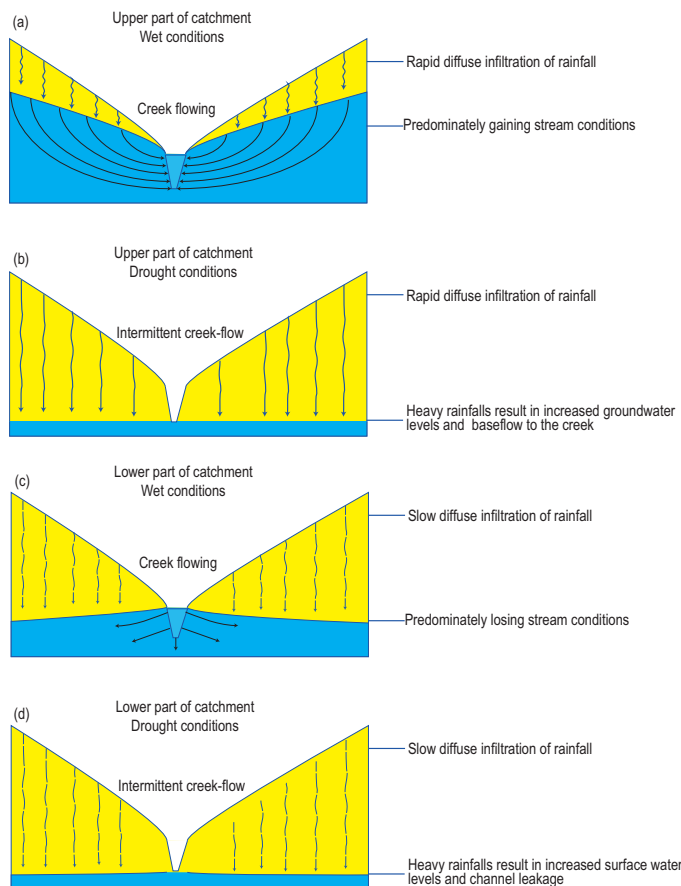 (a)
Upper part of catchment
Wet conditions
Rapid diffuse infiltration of rainfall
Creek flowing
Predominately gaining stream conditions
(b)
Upper part of catchment
Drought conditions
Rapid diffuse infiltration of rainfall
Intermittent creek-flow
Heavy rainfalls result in increased groundwater
levels and baseflow to the creek
(c)
Lower part of catchment
Wet conditions
Slow diffuse infiltration of rainfall
Creek flowing
Predominately losing stream conditions
(d)
Lower part of catchment
Drought conditions
Slow diffuse infiltration of rainfall
Intermittent creek-flow
Heavy rainfalls result in increased surface water
levels and channel leakage